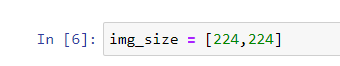 In [6]: img_size = [224,224]